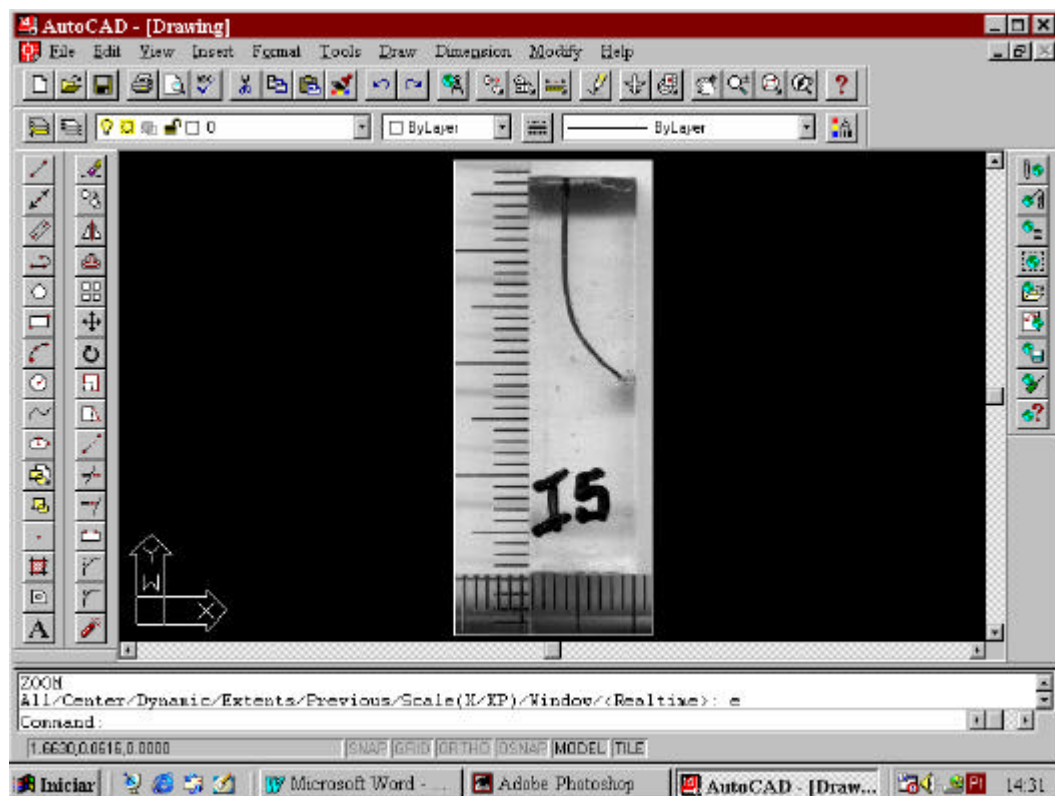 AutoCAD - [Drawing]
File Edit View Insert Format Tools Draw Dimension Modify Help
0 ByLayer ByLayer
I5
W Y X
ZOOM
All/Center/Dynamic/Extents/Previous/Scale(X/XP)/Window/<Realtime>: e
Command:
1.6630,0.0616,0.0000 SNAP GRID ORTHO OSNAP MODEL TILE
Iniciar Microsoft Word - ... Adobe Photoshop AutoCAD - [Draw... 14:31